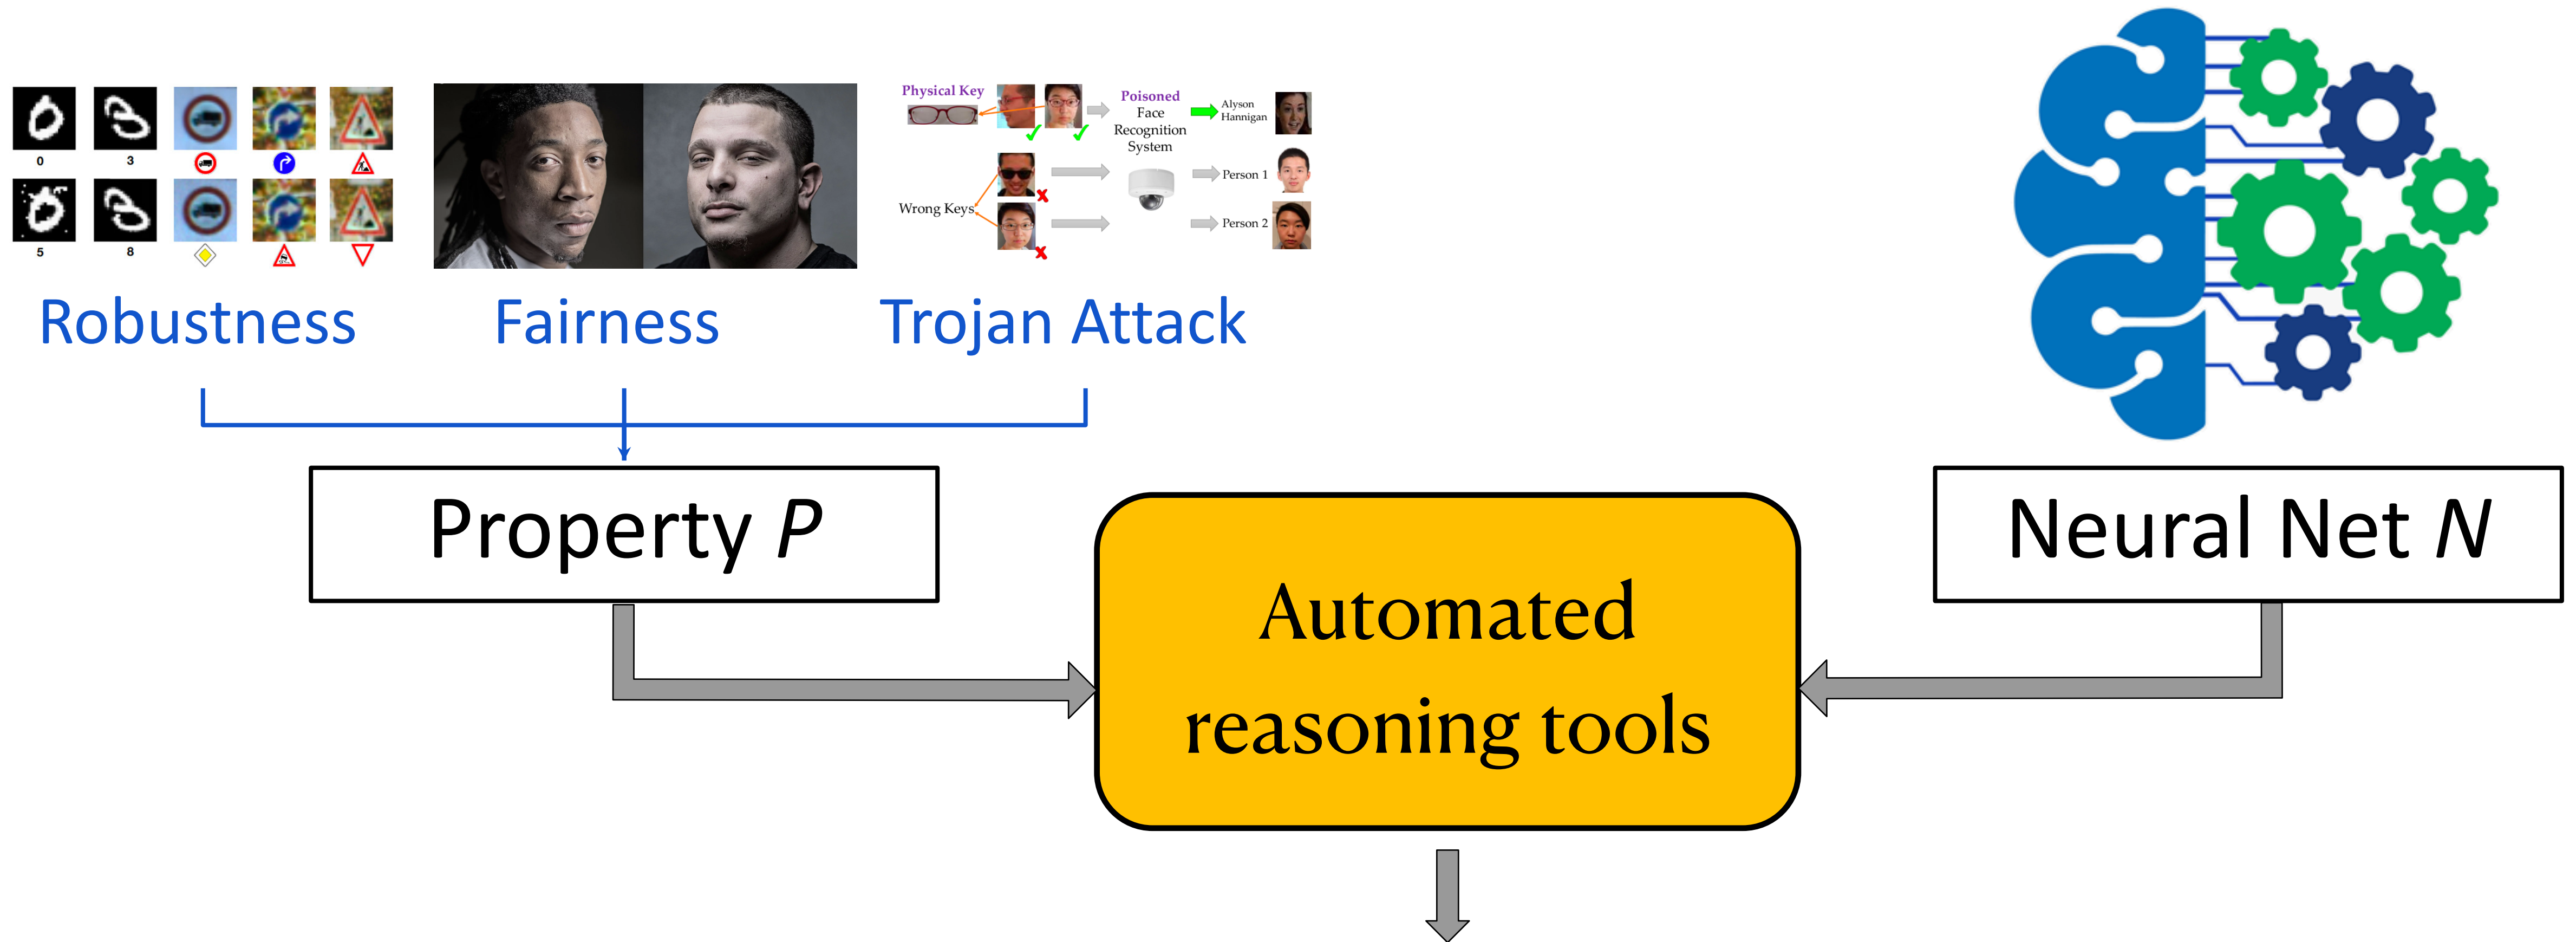 0 3
5 8
Robustness
Fairness
Physical Key
Poisoned
Face
Recognition
System
Alyson
Hannigan
Wrong Keys
Person 1
Person 2
Trojan Attack
Property P
Neural Net N
Automated
reasoning tools